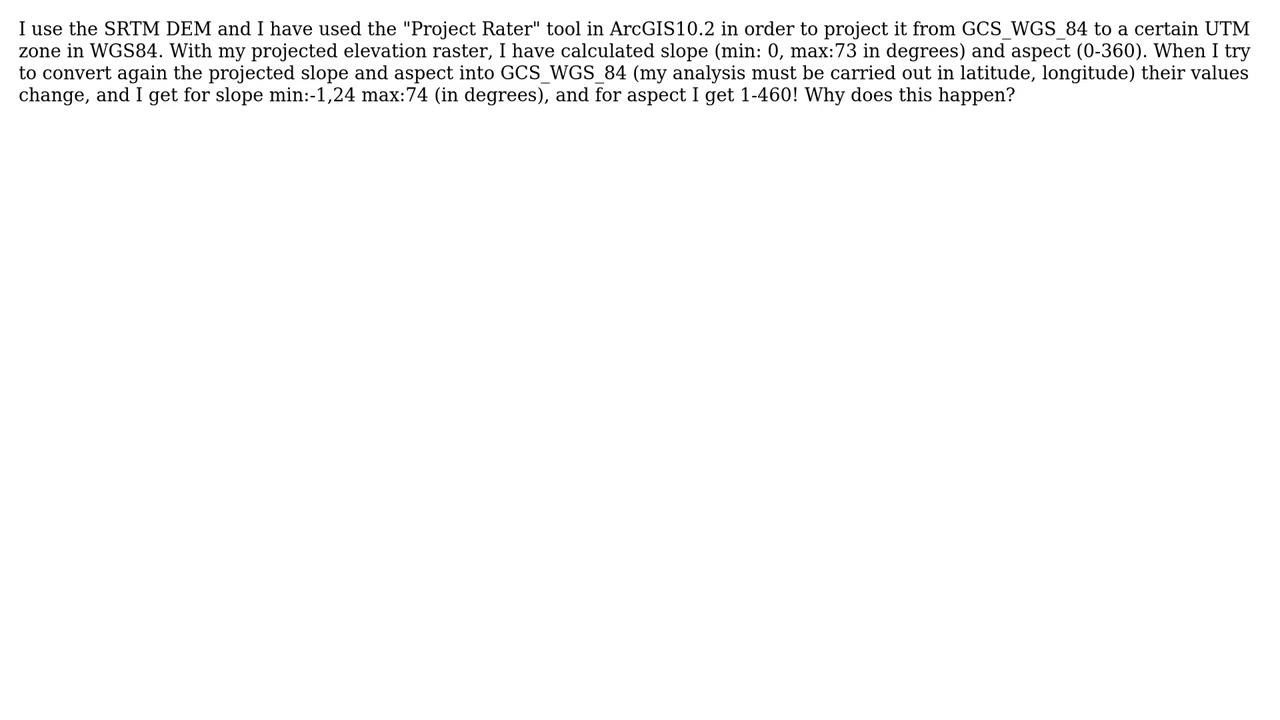 I use the SRTM DEM and I have used the "Project Rater" tool in ArcGIS10.2 in order to project it from GCS_WGS_84 to a certain UTM
zone in WGS84. With my projected elevation raster, I have calculated slope (min: 0, max:73 in degrees) and aspect (0-360). When I try
to convert again the projected slope and aspect into GCS_WGS_84 (my analysis must be carried out in latitude, longitude) their values
change, and I get for slope min:-1,24 max:74 (in degrees), and for aspect I get 1-460! Why does this happen?